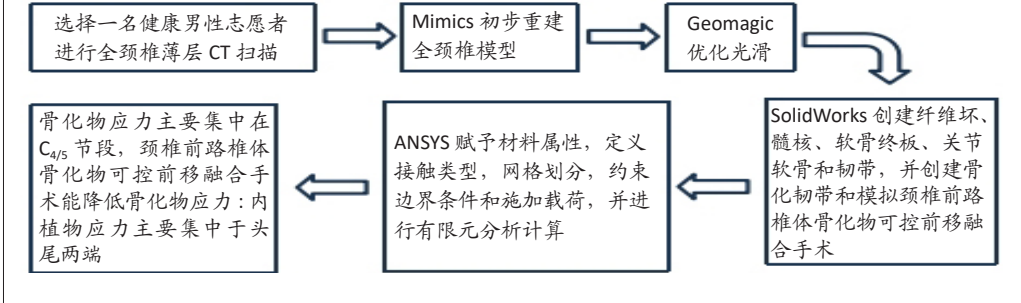 选择一名健康男性志愿者
进行全颈椎薄层 CT 扫描
Mimics 初步重建
全颈椎模型
Geomagic
优化光滑
SolidWorks 创建纤维坏、
髓核、软骨终板、关节
软骨和韧带，并创建骨
化韧带和模拟颈椎前路
椎体骨化物可控前移融
合手术
ANSYS 赋予材料属性，定义
接触类型，网格划分，约束
边界条件和施加载荷，并进
行有限元分析计算
骨化物应力主要集中在
C4/5 节段，颈椎前路椎体
骨化物可控前移融合手
术能降低骨化物应力：内
植物应力主要集中于头
尾两端